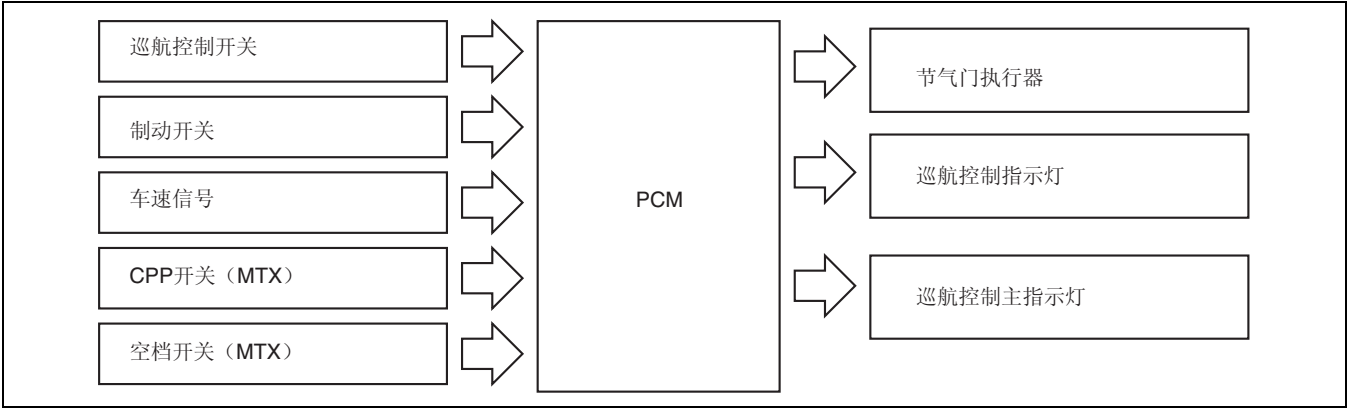 巡航控制开关
制动开关
车速信号
CPP开关（MTX）
空档开关（MTX）
PCM
节气门执行器
巡航控制指示灯
巡航控制主指示灯